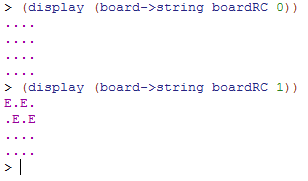 > (display (board->string boardRC 0))
....
....
....
....
> (display (board->string boardRC 1))
E.E.
.E.E
....
....
>